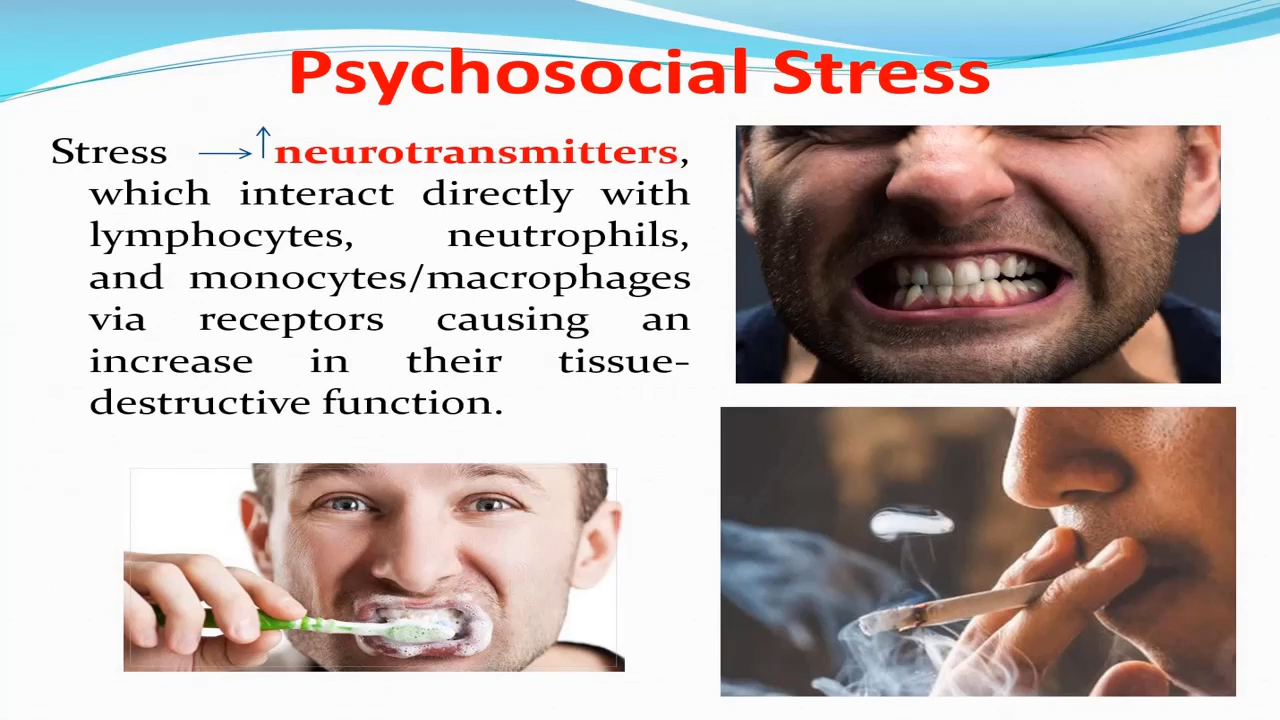 Psychosocial Stress
Stress → ↑ neurotransmitters,
which interact directly with
lymphocytes, neutrophils,
and monocytes/macrophages
via receptors causing an
increase in their tissue-
destructive function.